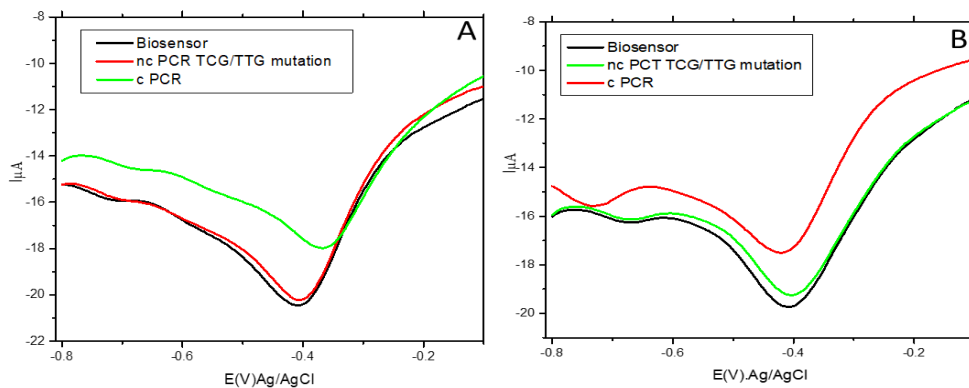 A
Biosensor
nc PCR TCG/TTG mutation
c PCR
-8
-10
-12
-14
-16
-18
-20
-22
IµA
-0.8
-0.6
-0.4
-0.2
E(V)Ag/AgCl
B
Biosensor
nc PCT TCG/TTG mutation
c PCR
-8
-10
-12
-14
-16
-18
-20
IµA
-0.8
-0.6
-0.4
-0.2
E(V).Ag/AgCl